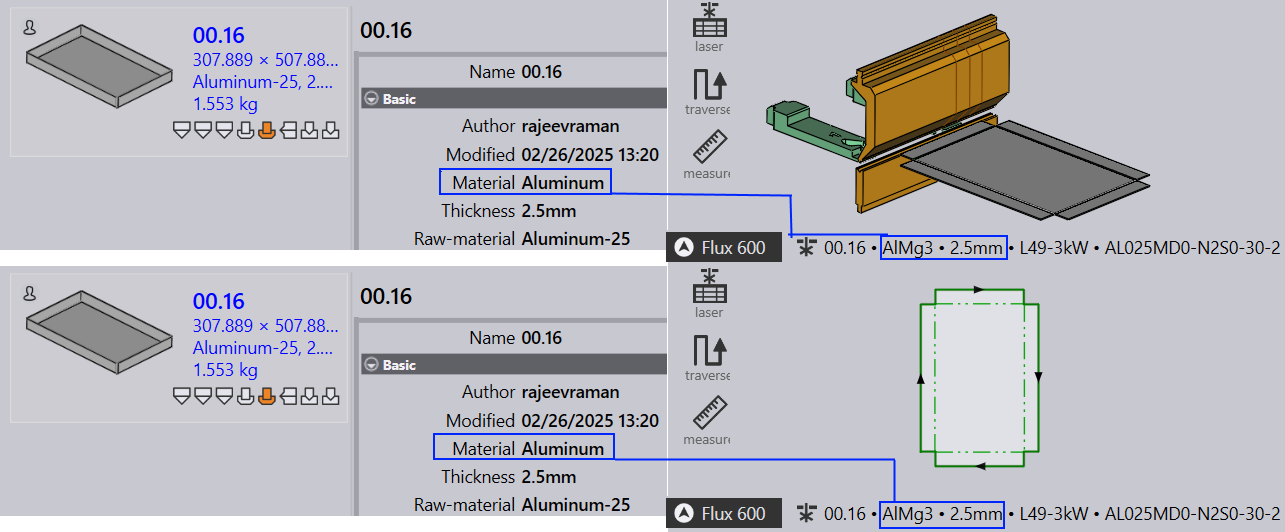 00.16
307.889 × 507.88...
Aluminum-25, 2....
1.553 kg
00.16
Name 00.16
Basic
Author rajeevraman
Modified 02/26/2025 13:20
Material Aluminum
Thickness 2.5mm
Raw-material Aluminum-25
laser
traverse
measure
Flux 600
00.16 • AlMg3 • 2.5mm • L49-3kW • AL025MD0-N2S0-30-2
00.16
307.889 × 507.88...
Aluminum-25, 2....
1.553 kg
00.16
Name 00.16
Basic
Author rajeevraman
Modified 02/26/2025 13:20
Material Aluminum
Thickness 2.5mm
Raw-material Aluminum-25
laser
traverse
measure
Flux 600
00.16 • AlMg3 • 2.5mm • L49-3kW • AL025MD0-N2S0-30-2